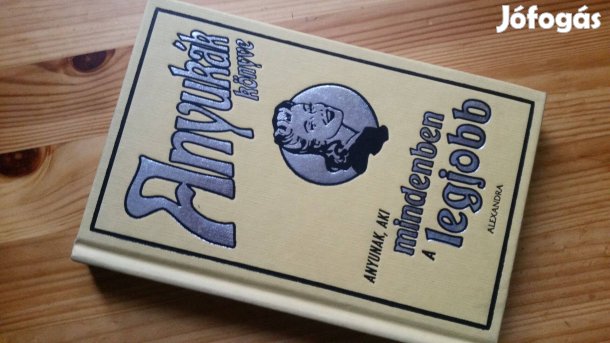 Jófogás
Anyukák
könyve
ANYUNAK, AKI
mindenben
A legjobb
ALEXANDRA